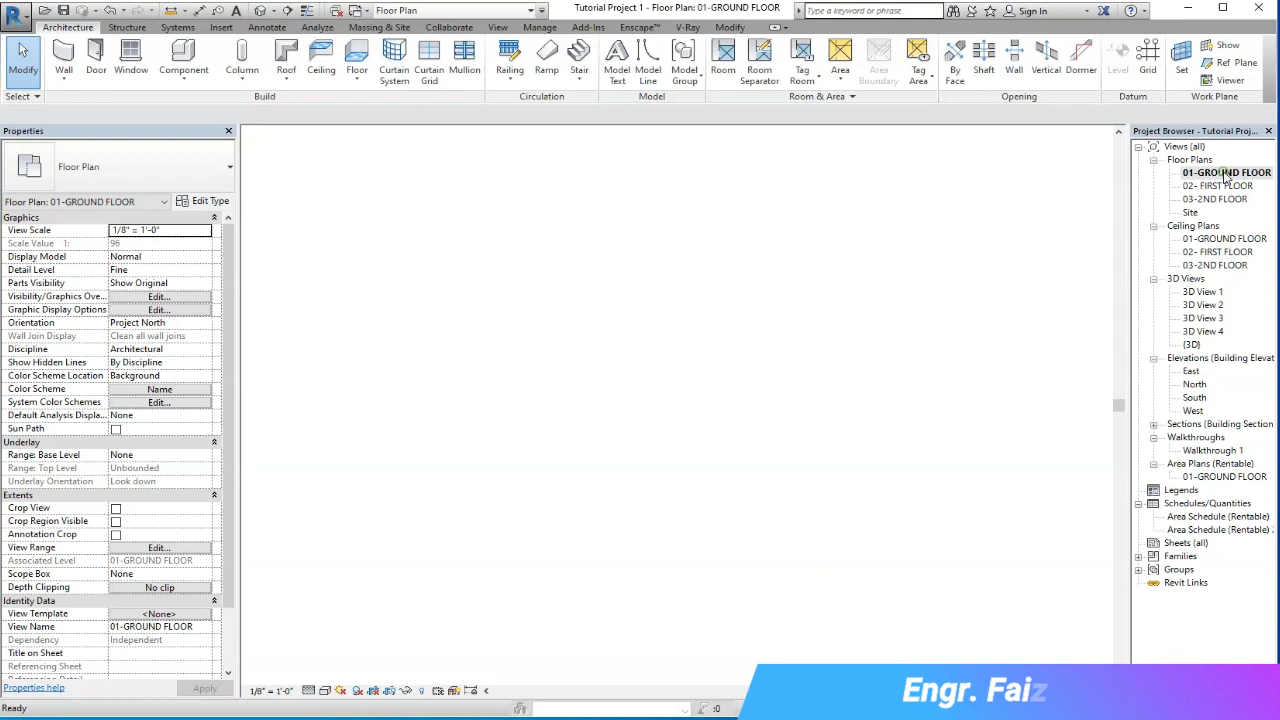 Floor Plan
Tutorial Project 1 - Floor Plan: 01-GROUND FLOOR
Type a keyword or phrase
Sign In
Architecture
Structure
Systems
Insert
Annotate
Analyze
Massing & Site
Collaborate
View
Manage
Add-Ins
Enscape™
V-Ray
Modify
Modify
Wall
Door
Window
Component
Column
Roof
Ceiling
Floor
Curtain System
Curtain Grid
Mullion
Railing
Ramp
Stair
Model Text
Model Line
Model Group
Room
Room Separator
Tag Room
Area
Area Boundary
Tag Area
By Face
Shaft
Wall
Vertical
Dormer
Level
Grid
Set
Show
Ref Plane
Viewer
Select
Build
Circulation
Model
Room & Area
Opening
Datum
Work Plane
Properties
Floor Plan
Floor Plan: 01-GROUND FLOOR
Edit Type
Graphics
View Scale 1/8" = 1'-0"
Scale Value 1: 96
Display Model Normal
Detail Level Fine
Parts Visibility Show Original
Visibility/Graphics Ove... Edit...
Graphic Display Options Edit...
Orientation Project North
Wall Join Display Clean all wall joins
Discipline Architectural
Show Hidden Lines By Discipline
Color Scheme Location Background
Color Scheme Name
System Color Schemes Edit...
Default Analysis Displa... None
Sun Path
Underlay
Range: Base Level None
Range: Top Level Unbounded
Underlay Orientation Look down
Extents
Crop View
Crop Region Visible
Annotation Crop
View Range Edit...
Associated Level 01-GROUND FLOOR
Scope Box None
Depth Clipping No clip
Identity Data
View Template <None>
View Name 01-GROUND FLOOR
Dependency Independent
Title on Sheet
Referencing Sheet
Properties help
Apply
1/8" = 1'-0"
Ready
:0
Project Browser - Tutorial Proj...
Views (all)
Floor Plans
01-GROUND FLOOR
02- FIRST FLOOR
03-2ND FLOOR
Site
Ceiling Plans
01-GROUND FLOOR
02- FIRST FLOOR
03-2ND FLOOR
3D Views
3D View 1
3D View 2
3D View 3
3D View 4
{3D}
Elevations (Building Elevat
East
North
South
West
Sections (Building Section
Walkthroughs
Walkthrough 1
Area Plans (Rentable)
01-GROUND FLOOR
Legends
Schedules/Quantities
Area Schedule (Rentable)
Area Schedule (Rentable) 2
Sheets (all)
Families
Groups
Revit Links
Engr. Faiz